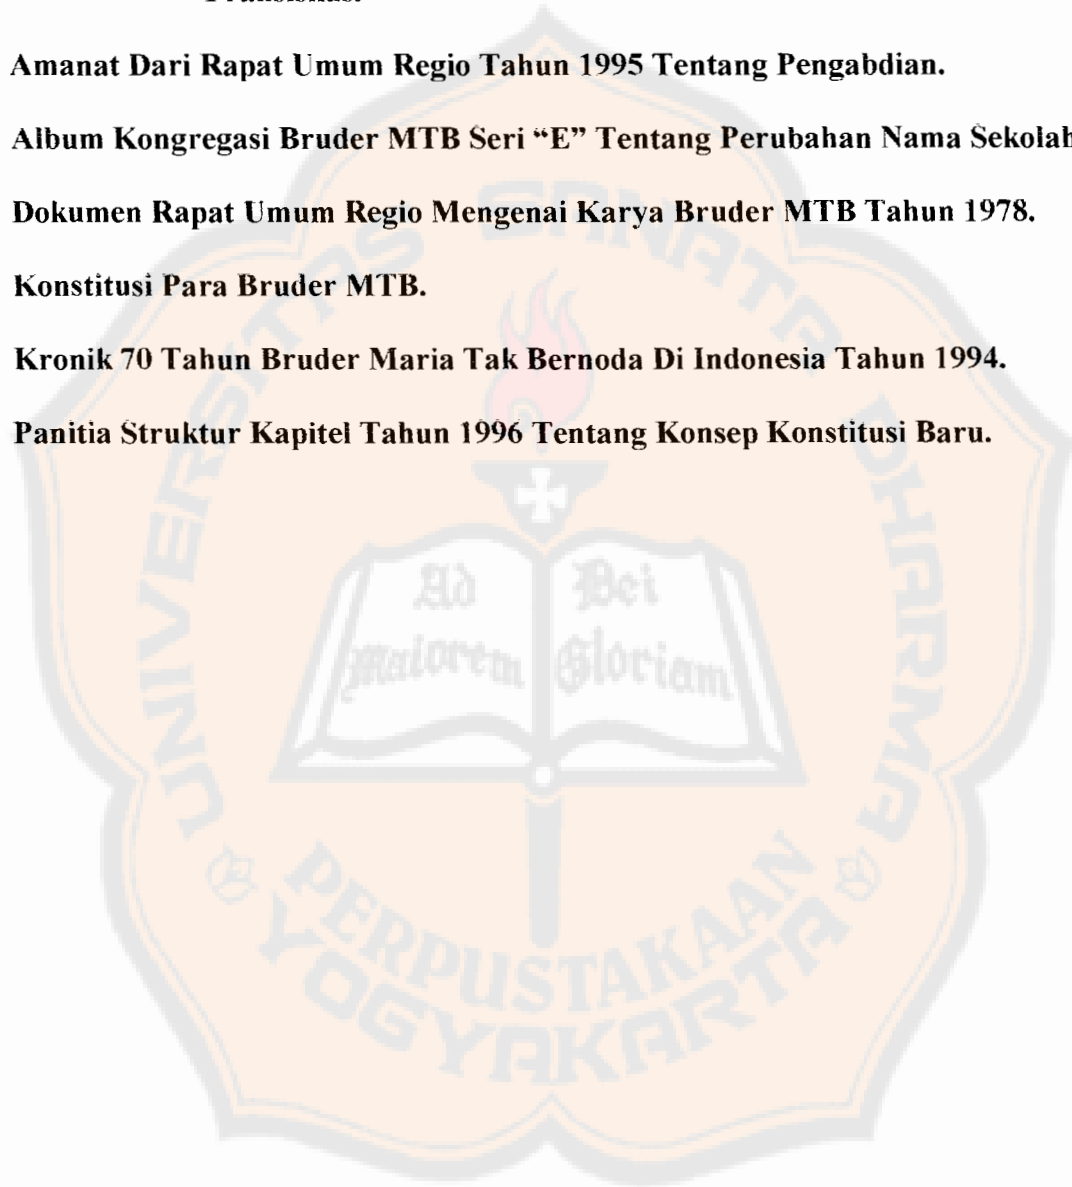 Amanat Dari Rapat Umum Regio Tahun 1995 Tentang Pengabdian.
Album Kongregasi Bruder MTB Seri “E” Tentang Perubahan Nama Sekolah
Dokumen Rapat Umum Regio Mengenai Karya Bruder MTB Tahun 1978.
Konstitusi Para Bruder MTB.
Kronik 70 Tahun Bruder Maria Tak Bernoda Di Indonesia Tahun 1994.
Panitia Struktur Kapitel Tahun 1996 Tentang Konsep Konstitusi Baru.
UNIVERSITAS SANATA DHARMA
Ad Dei
maiorem Gloriam
PERPUSTAKAAN
YOGYAKARTA